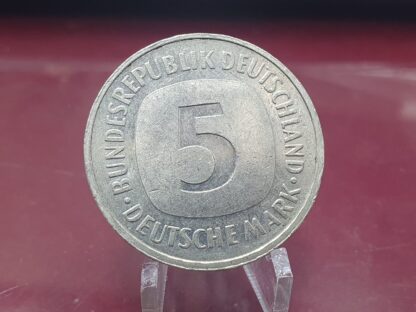 BUNDESREPUBLIK DEUTSCHLAND
5
· DEUTSCHE MARK ·